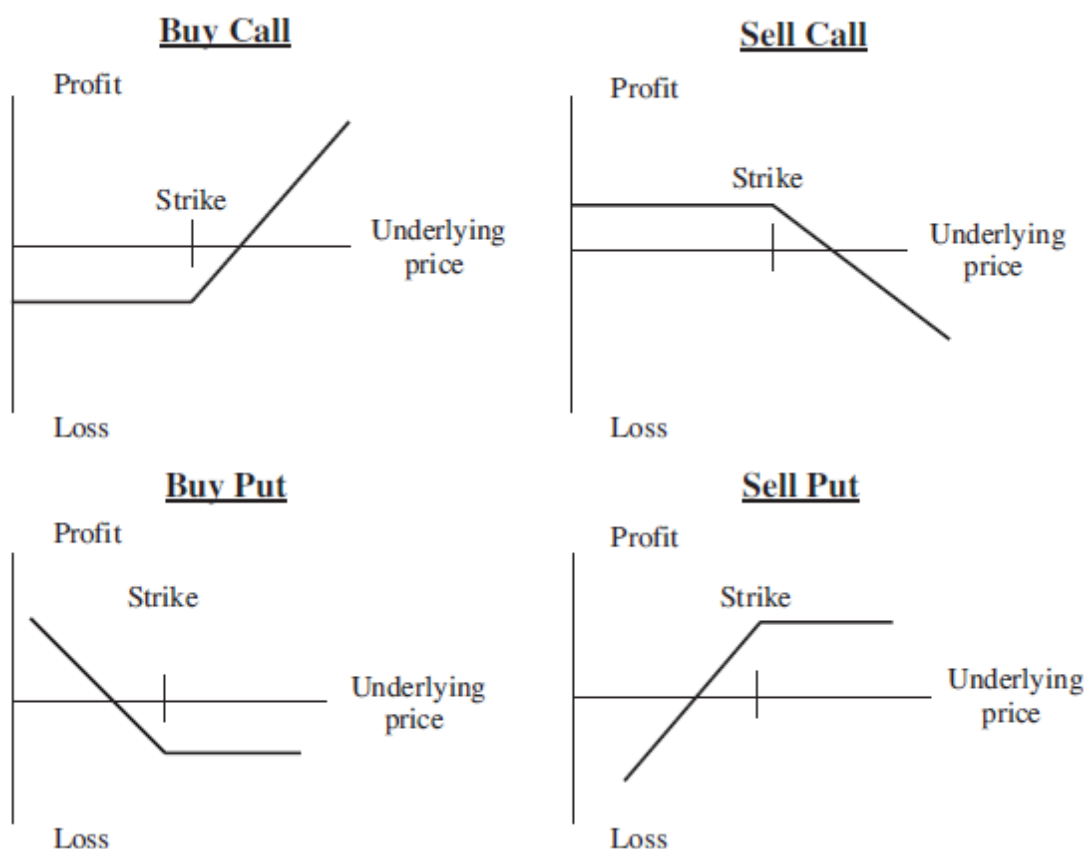 Buy Call
Profit
Strike
Underlying
price
Loss
Sell Call
Profit
Strike
Underlying
price
Loss
Buy Put
Profit
Strike
Underlying
price
Loss
Sell Put
Profit
Strike
Underlying
price
Loss